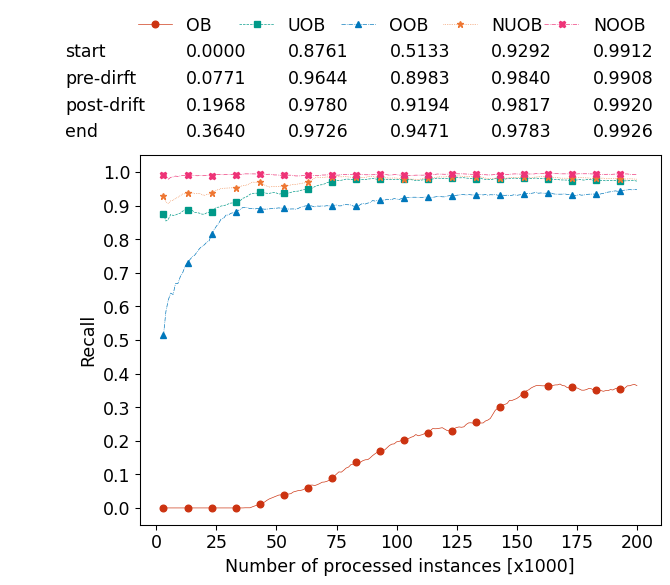 OB UOB OOB NUOB NOOB
start 0.0000 0.8761 0.5133 0.9292 0.9912
pre-dirft 0.0771 0.9644 0.8983 0.9840 0.9908
post-drift 0.1968 0.9780 0.9194 0.9817 0.9920
end 0.3640 0.9726 0.9471 0.9783 0.9926
1.0
0.9
0.8
0.7
0.6
0.5
0.4
0.3
0.2
0.1
0.0
Recall
0 25 50 75 100 125 150 175 200
Number of processed instances [x1000]